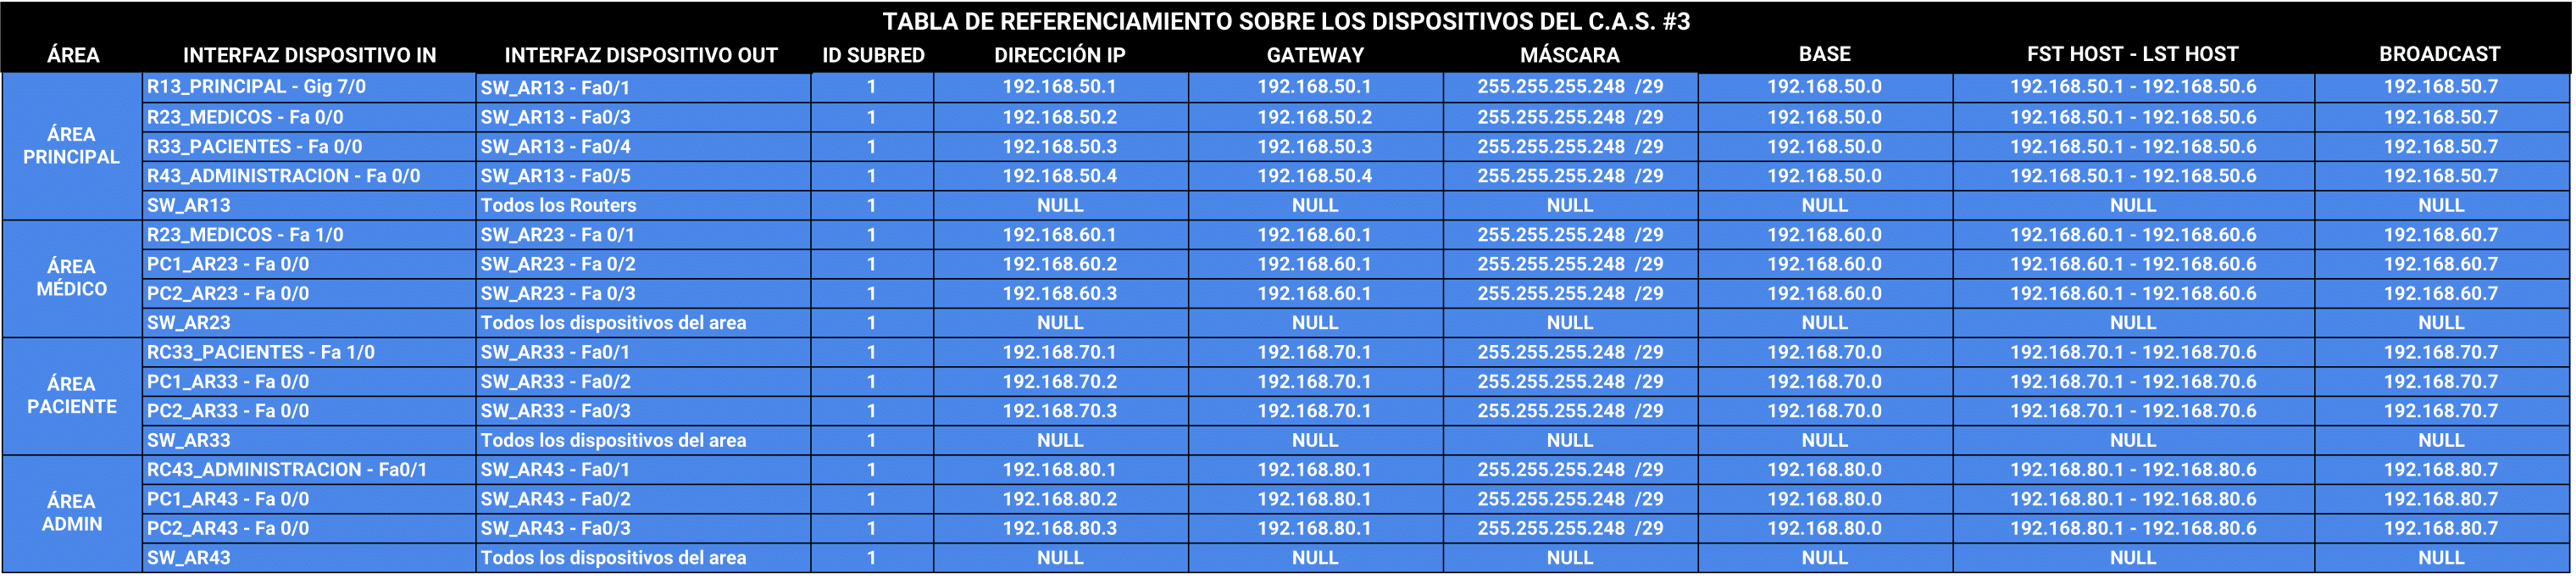 TABLA DE REFERENCIAMIENTO SOBRE LOS DISPOSITIVOS DEL C.A.S. #3
ÁREA INTERFAZ DISPOSITIVO IN INTERFAZ DISPOSITIVO OUT ID SUBRED DIRECCIÓN IP GATEWAY MÁSCARA BASE FST HOST - LST HOST BROADCAST
ÁREA PRINCIPAL
R13_PRINCIPAL - Gig 7/0 SW_AR13 - Fa0/1 1 192.168.50.1 192.168.50.1 255.255.255.248 /29 192.168.50.0 192.168.50.1 - 192.168.50.6 192.168.50.7
R23_MEDICOS - Fa 0/0 SW_AR13 - Fa0/3 1 192.168.50.2 192.168.50.2 255.255.255.248 /29 192.168.50.0 192.168.50.1 - 192.168.50.6 192.168.50.7
R33_PACIENTES - Fa 0/0 SW_AR13 - Fa0/4 1 192.168.50.3 192.168.50.3 255.255.255.248 /29 192.168.50.0 192.168.50.1 - 192.168.50.6 192.168.50.7
R43_ADMINISTRACION - Fa 0/0 SW_AR13 - Fa0/5 1 192.168.50.4 192.168.50.4 255.255.255.248 /29 192.168.50.0 192.168.50.1 - 192.168.50.6 192.168.50.7
SW_AR13 Todos los Routers 1 NULL NULL NULL NULL NULL NULL
ÁREA MÉDICO
R23_MEDICOS - Fa 1/0 SW_AR23 - Fa 0/1 1 192.168.60.1 192.168.60.1 255.255.255.248 /29 192.168.60.0 192.168.60.1 - 192.168.60.6 192.168.60.7
PC1_AR23 - Fa 0/0 SW_AR23 - Fa 0/2 1 192.168.60.2 192.168.60.1 255.255.255.248 /29 192.168.60.0 192.168.60.1 - 192.168.60.6 192.168.60.7
PC2_AR23 - Fa 0/0 SW_AR23 - Fa 0/3 1 192.168.60.3 192.168.60.1 255.255.255.248 /29 192.168.60.0 192.168.60.1 - 192.168.60.6 192.168.60.7
SW_AR23 Todos los dispositivos del area 1 NULL NULL NULL NULL NULL NULL
ÁREA PACIENTE
RC33_PACIENTES - Fa 1/0 SW_AR33 - Fa0/1 1 192.168.70.1 192.168.70.1 255.255.255.248 /29 192.168.70.0 192.168.70.1 - 192.168.70.6 192.168.70.7
PC1_AR33 - Fa 0/0 SW_AR33 - Fa0/2 1 192.168.70.2 192.168.70.1 255.255.255.248 /29 192.168.70.0 192.168.70.1 - 192.168.70.6 192.168.70.7
PC2_AR33 - Fa 0/0 SW_AR33 - Fa0/3 1 192.168.70.3 192.168.70.1 255.255.255.248 /29 192.168.70.0 192.168.70.1 - 192.168.70.6 192.168.70.7
SW_AR33 Todos los dispositivos del area 1 NULL NULL NULL NULL NULL NULL
ÁREA ADMIN
RC43_ADMINISTRACION - Fa0/1 SW_AR43 - Fa0/1 1 192.168.80.1 192.168.80.1 255.255.255.248 /29 192.168.80.0 192.168.80.1 - 192.168.80.6 192.168.80.7
PC1_AR43 - Fa 0/0 SW_AR43 - Fa0/2 1 192.168.80.2 192.168.80.1 255.255.255.248 /29 192.168.80.0 192.168.80.1 - 192.168.80.6 192.168.80.7
PC2_AR43 - Fa 0/0 SW_AR43 - Fa0/3 1 192.168.80.3 192.168.80.1 255.255.255.248 /29 192.168.80.0 192.168.80.1 - 192.168.80.6 192.168.80.7
SW_AR43 Todos los dispositivos del area 1 NULL NULL NULL NULL NULL NULL